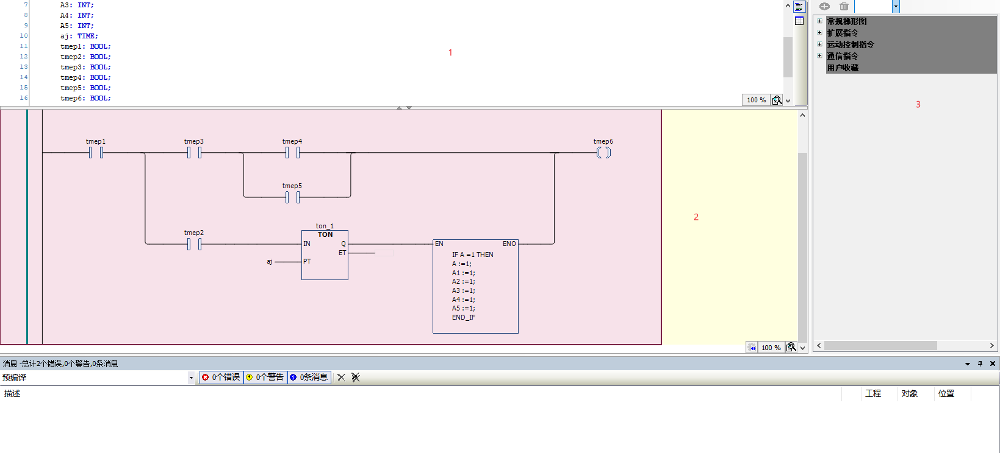 7 A3: INT;
8 A4: INT;
9 A5: INT;
10 aj: TIME;
11 tmep1: BOOL;
12 tmep2: BOOL;
13 tmep3: BOOL;
14 tmep4: BOOL;
15 tmep5: BOOL;
16 tmep6: BOOL;
1
100 %
常规梯形图
扩展指令
运动控制指令
通信指令
用户收藏
3
tmep1
tmep3
tmep4
tmep6
tmep5
tmep2
ton_1
TON
IN
Q
ET
aj
PT
EN
ENO
IF A =1 THEN
A :=1;
A1 :=1;
A2 :=1;
A3 :=1;
A4 :=1;
A5 :=1;
END_IF
2
100 %
消息 -总计2个错误,0个警告,0条消息
预编译
0个错误
0个警告
0条消息
描述
工程
对象
位置